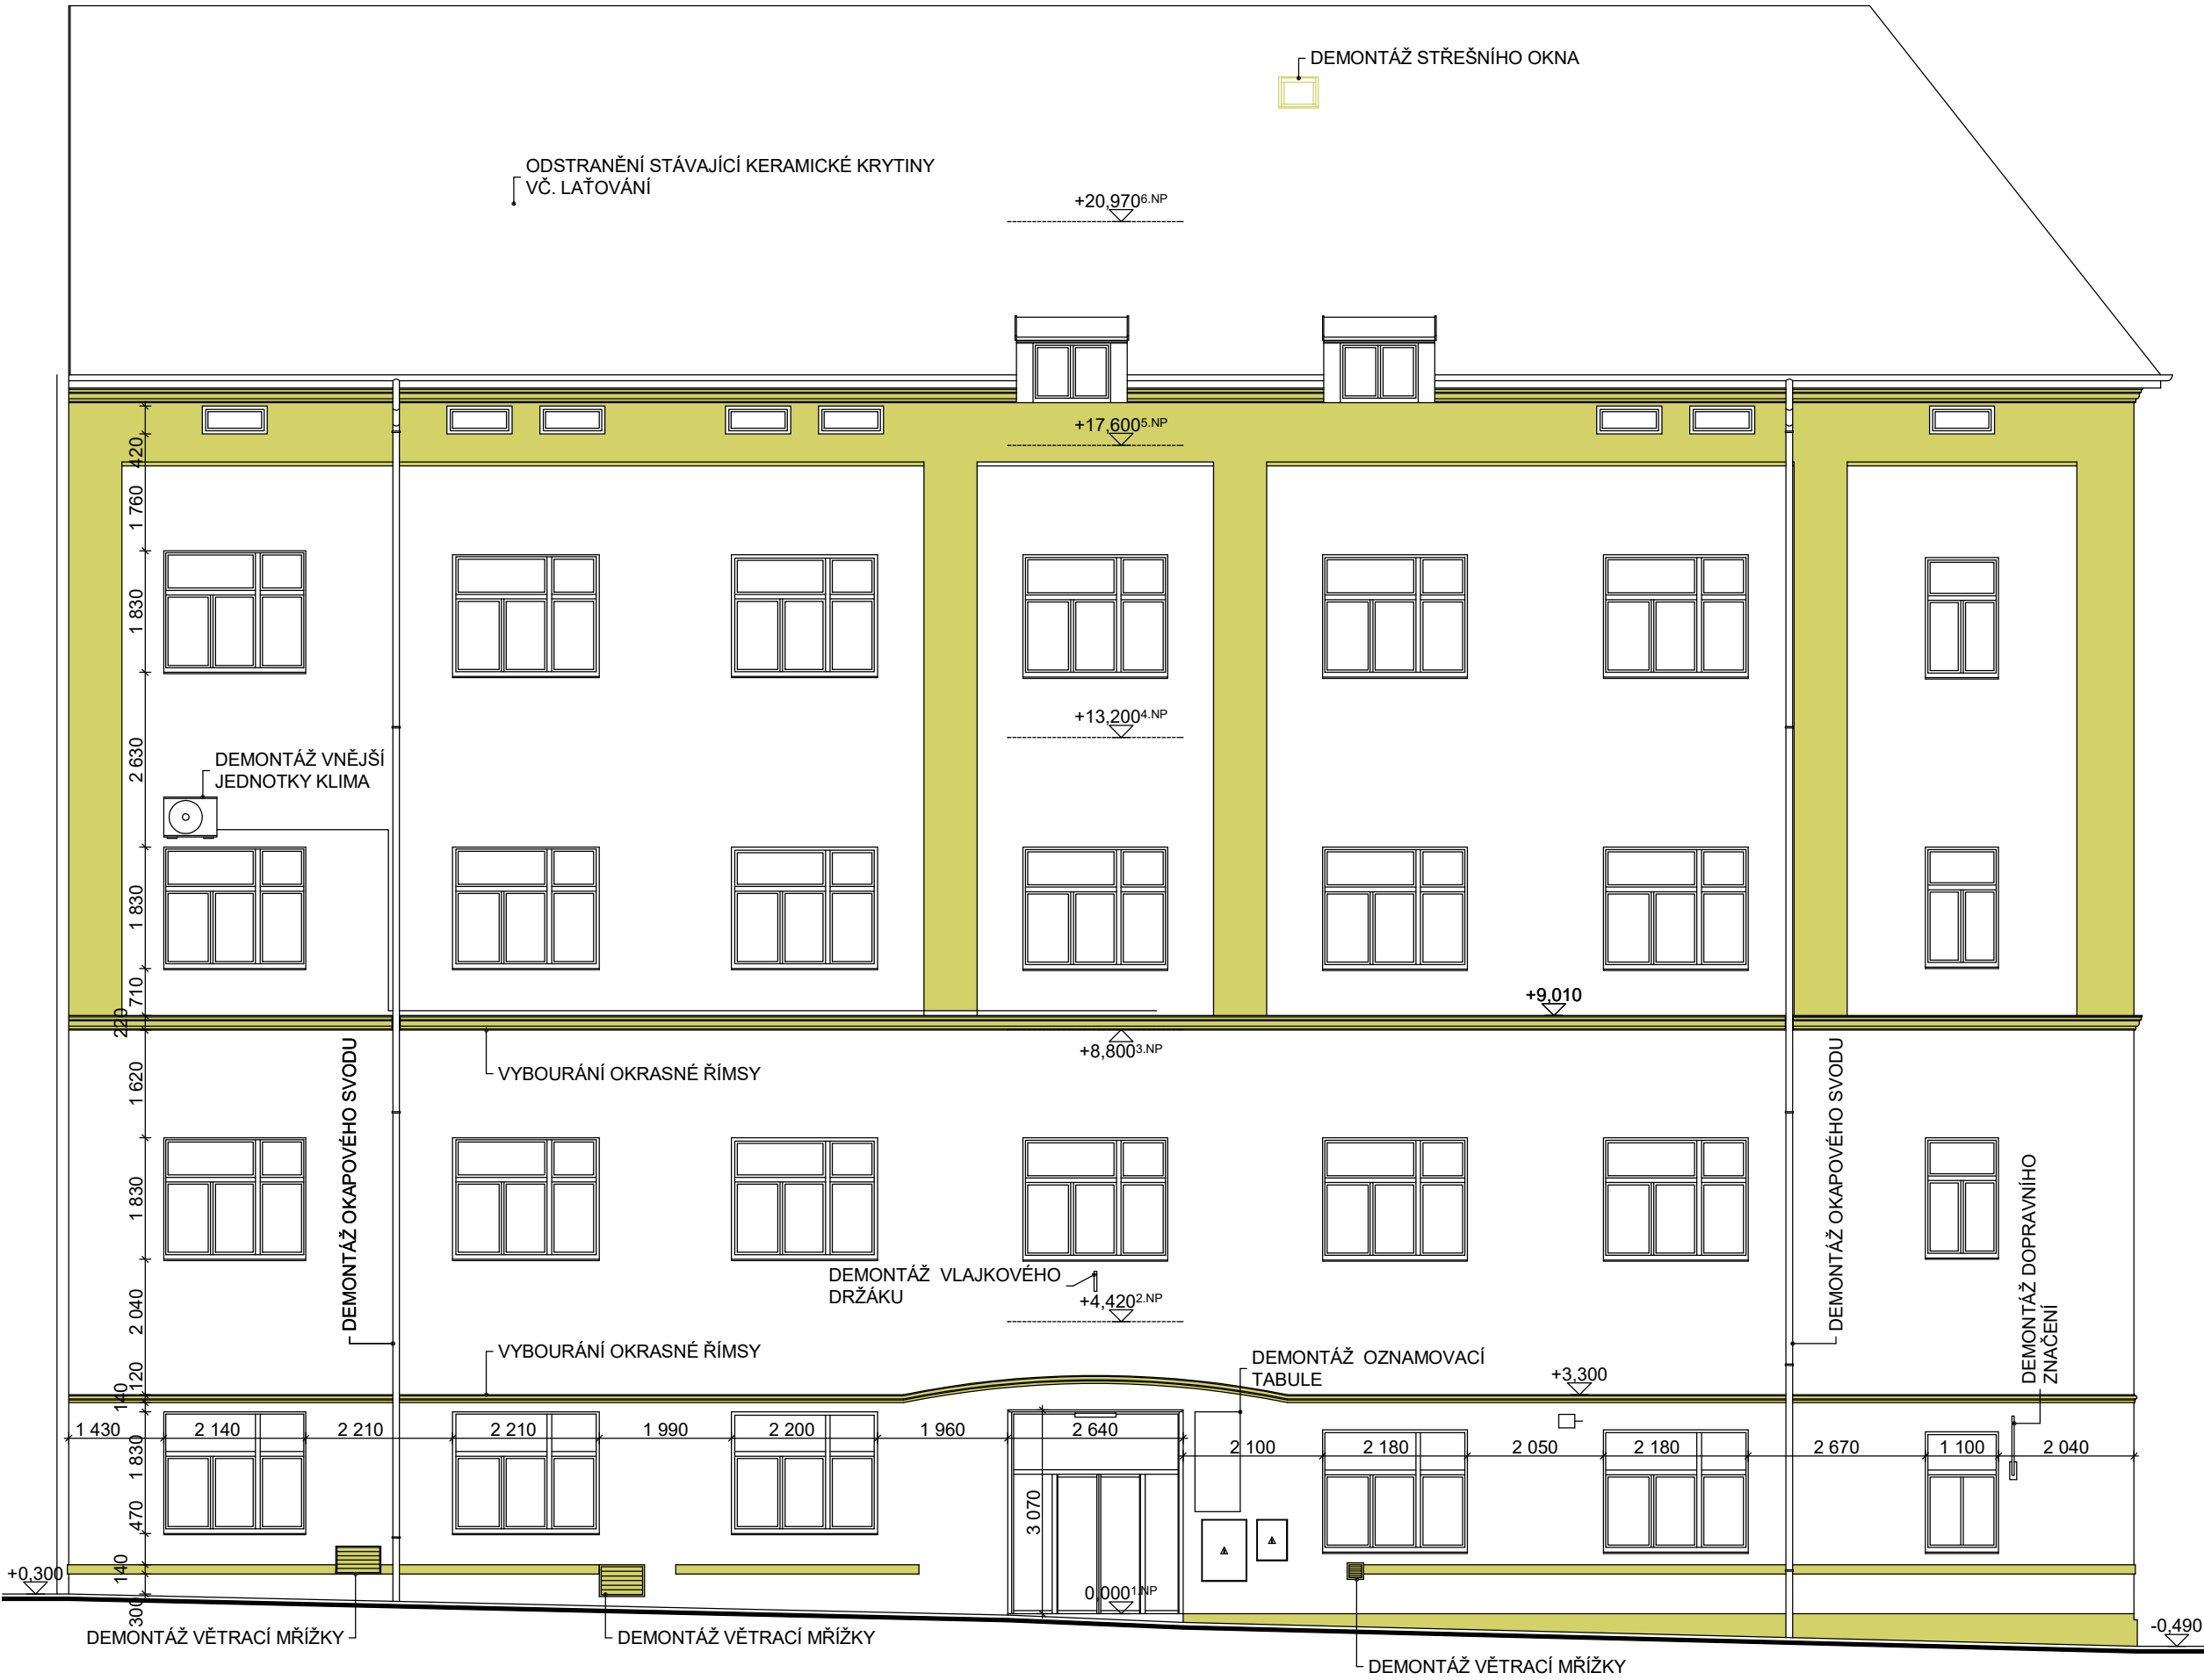 DEMONTÁŽ STŘEŠNÍHO OKNA
ODSTRANĚNÍ STÁVAJÍCÍ KERAMICKÉ KRYTINY
VČ. LAŤOVÁNÍ
+20,970 6.NP
+17,600 5.NP
420
1 760
1 830
+13,200 4.NP
2 630
DEMONTÁŽ VNĚJŠÍ
JEDNOTKY KLIMA
1 830
710
+9,010
220
+8,800 3.NP
VYBOURÁNÍ OKRASNÉ ŘÍMSY
1 620
DEMONTÁŽ OKAPOVÉHO SVODU
DEMONTÁŽ OKAPOVÉHO SVODU
1 830
DEMONTÁŽ DOPRAVNÍHO
ZNAČENÍ
DEMONTÁŽ VLAJKOVÉHO
DRŽÁKU
+4,420 2.NP
2 040
VYBOURÁNÍ OKRASNÉ ŘÍMSY
DEMONTÁŽ OZNAMOVACÍ
TABULE
+3,300
120
140
1 430 2 140 2 210 2 210 1 990 2 200 1 960 2 640
2 100 2 180 2 050 2 180 2 670 1 100 2 040
1 830
470
3 070
140
+0,300
0,000 1.NP
300
-0,490
DEMONTÁŽ VĚTRACÍ MŘÍŽKY
DEMONTÁŽ VĚTRACÍ MŘÍŽKY
DEMONTÁŽ VĚTRACÍ MŘÍŽKY